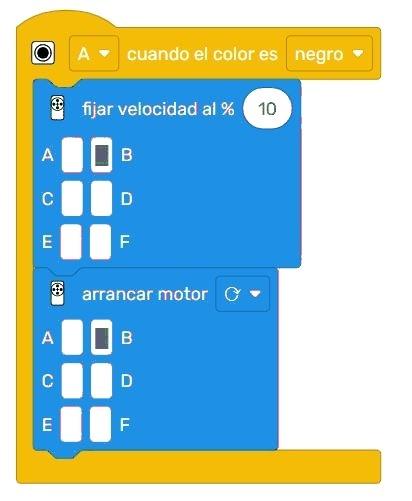 A cuando el color es negro
fijar velocidad al % 10
A B
C D
E F
arrancar motor
A B
C D
E F